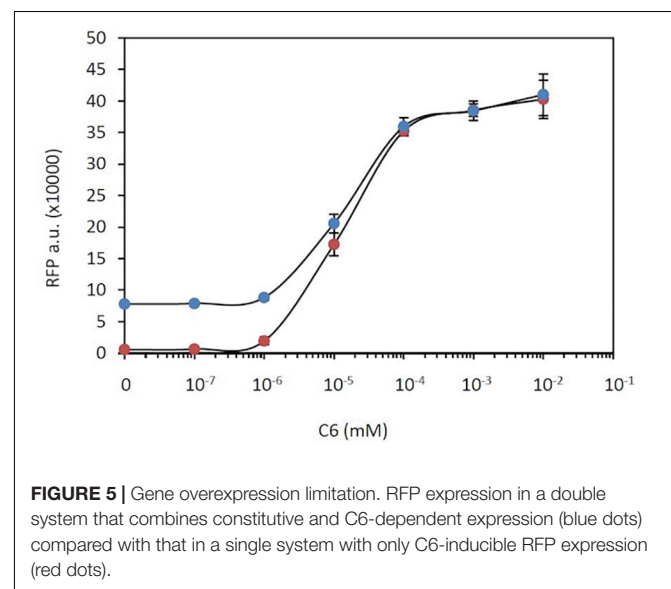 50
45
40
35
30
25
20
15
10
5
0
RFP a.u. (x10000)
0 10⁻⁷ 10⁻⁶ 10⁻⁵ 10⁻⁴ 10⁻³ 10⁻² 10⁻¹
C6 (mM)
FIGURE 5 | Gene overexpression limitation. RFP expression in a double
system that combines constitutive and C6-dependent expression (blue dots)
compared with that in a single system with only C6-inducible RFP expression
(red dots).